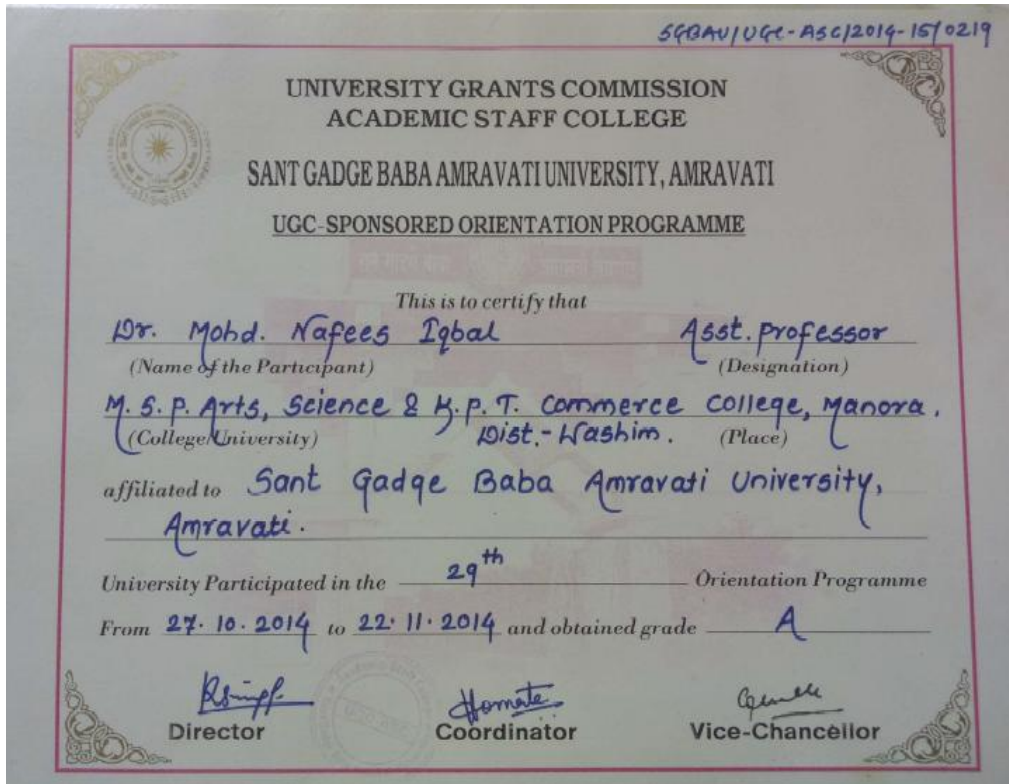 SGBAU/UGC-ASC/2014-15/0219
UNIVERSITY GRANTS COMMISSION
ACADEMIC STAFF COLLEGE
SANT GADGE BABA AMRAVATI UNIVERSITY, AMRAVATI
UGC-SPONSORED ORIENTATION PROGRAMME
This is to certify that
Dr. Mohd. Nafees Iqbal Asst. Professor
(Name of the Participant) (Designation)
M. S. P. Arts, Science & K. P. T. Commerce College, Manora.
(College/University) Dist.- Washim. (Place)
affiliated to Sant Gadge Baba Amravati University,
Amravati.
University Participated in the 29th Orientation Programme
From 27.10.2014 to 22.11.2014 and obtained grade A
Director Coordinator Vice-Chancellor